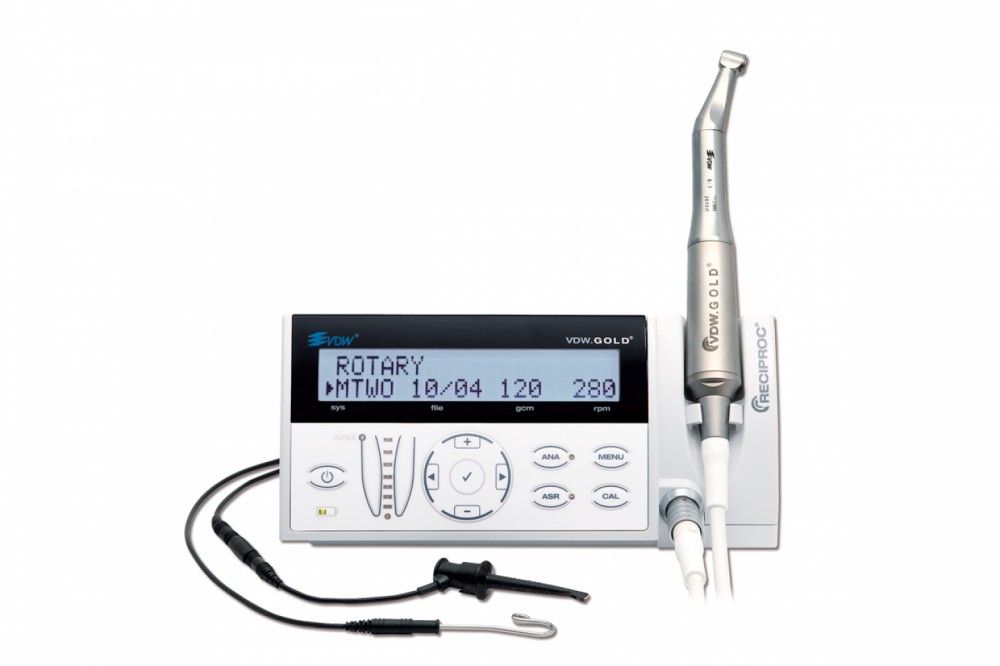 VDW®
VDW.GOLD®
ROTARY
▶MTWO 10/04 120 280
sys file gcm rpm
APEX
+
ANA MENU
✓
ASR CAL
-
VDW
VDW.GOLD®
RECIPROC®